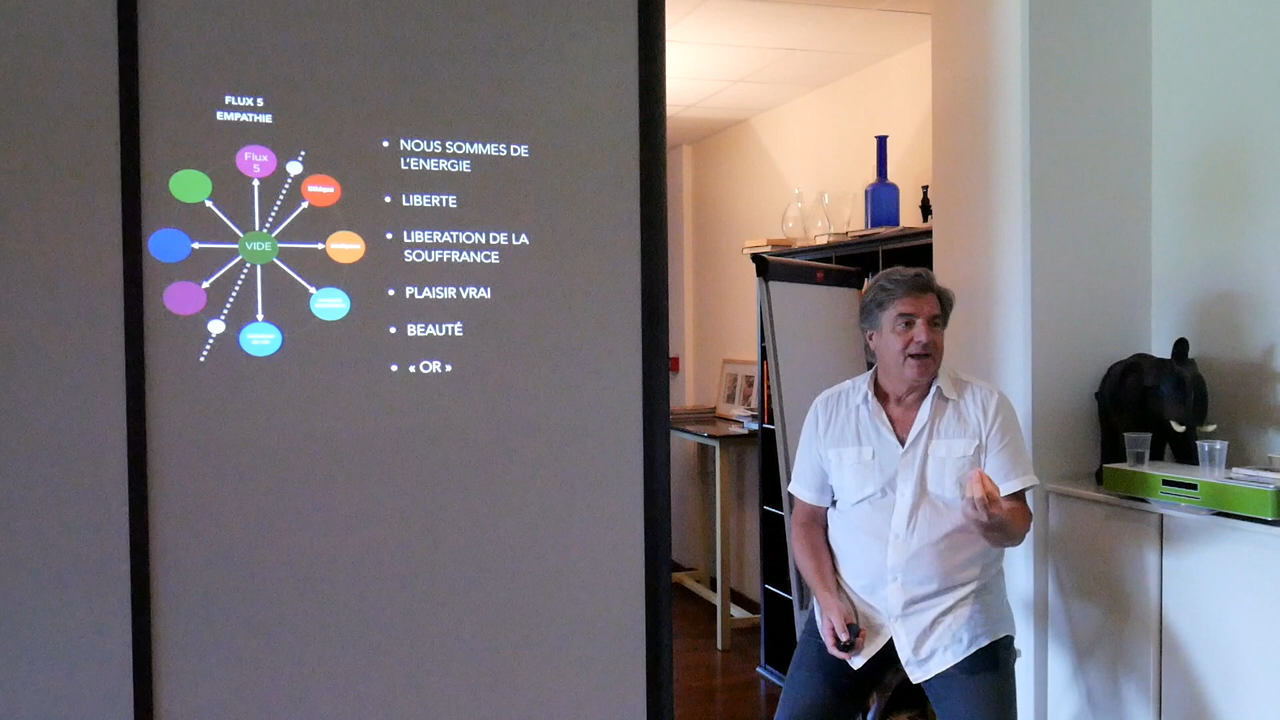 FLUX 5
EMPATHIE
Flux
5
VIDE
• NOUS SOMMES DE
L'ENERGIE
• LIBERTE
• LIBERATION DE LA
SOUFFRANCE
• PLAISIR VRAI
• BEAUTÉ
• « OR »